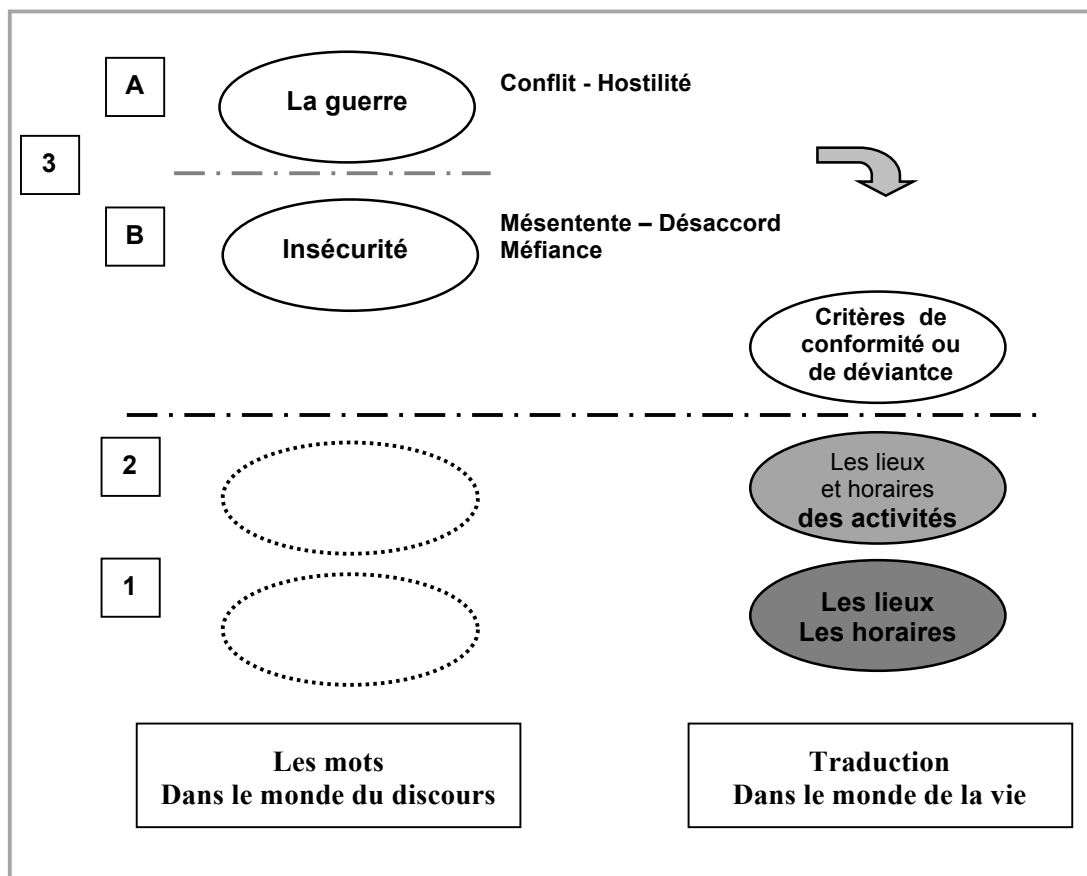 A
La guerre
Conflit - Hostilité
3
B
Insécurité
Mésentente – Désaccord
Méfiance
Critères de
conformité ou
de déviantce
2
Les lieux
et horaires
des activités
1
Les lieux
Les horaires
Les mots
Dans le monde du discours
Traduction
Dans le monde de la vie